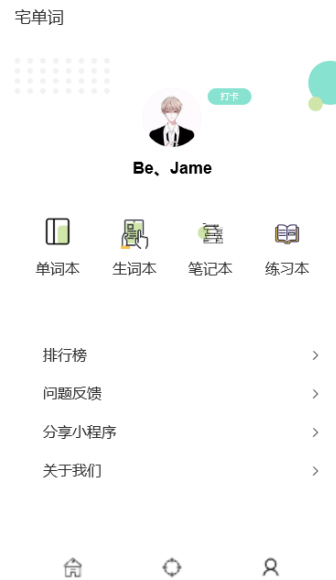 宅单词
打卡
Be、Jame
单词本 生词本 笔记本 练习本
排行榜
问题反馈
分享小程序
关于我们